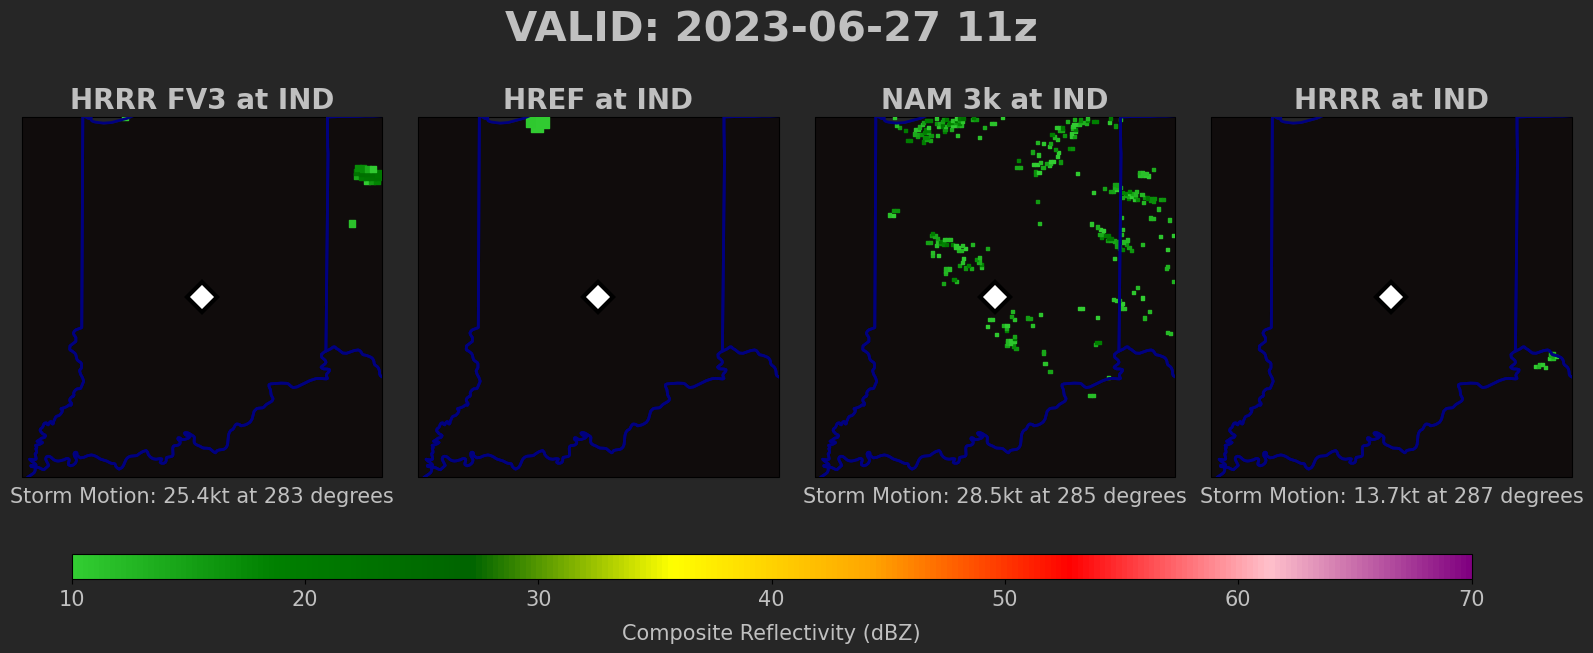 VALID: 2023-06-27 11z
HRRR FV3 at IND
HREF at IND
NAM 3k at IND
HRRR at IND
Storm Motion: 25.4kt at 283 degrees
Storm Motion: 28.5kt at 285 degrees
Storm Motion: 13.7kt at 287 degrees
10 20 30 40 50 60 70
Composite Reflectivity (dBZ)